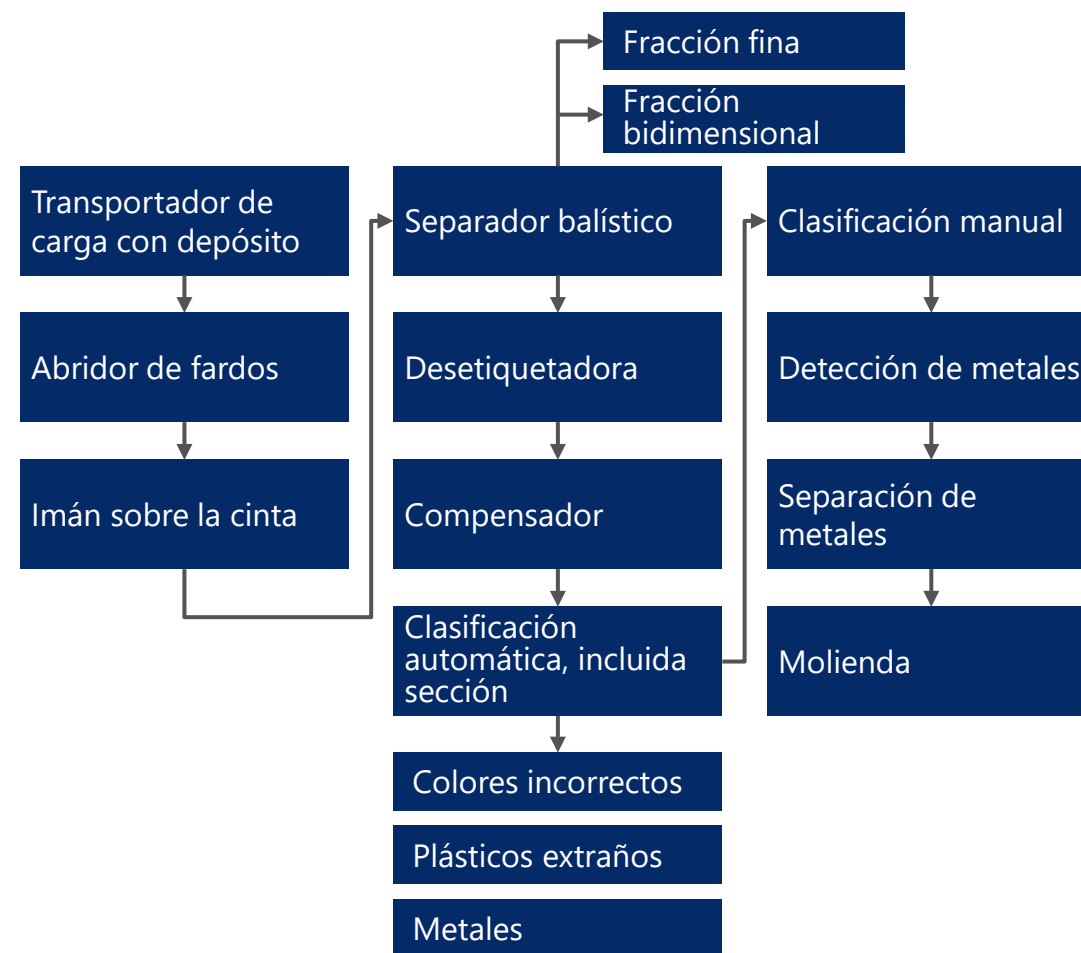 Fracción fina
Fracción
bidimensional
Transportador de
carga con depósito
Abridor de fardos
Imán sobre la cinta
Separador balístico
Desetiquetadora
Compensador
Clasificación
automática, incluida
sección
Colores incorrectos
Plásticos extraños
Metales
Clasificación manual
Detección de metales
Separación de
metales
Molienda